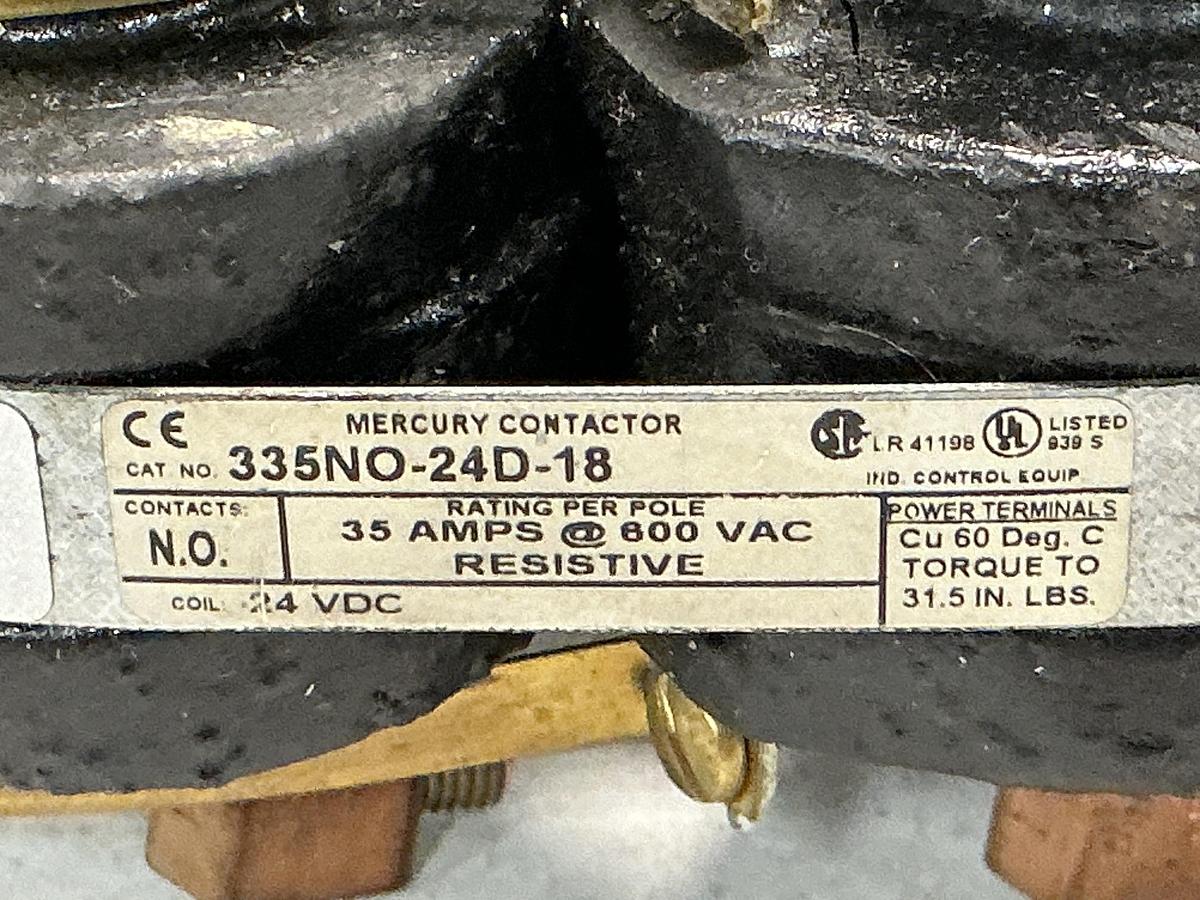 CE
MERCURY CONTACTOR
CAT NO. 335NO-24D-18
LR 41198
UL LISTED
939 S
IND. CONTROL EQUIP
CONTACTS:
N.O.
RATING PER POLE
35 AMPS @ 600 VAC
RESISTIVE
COIL: 24 VDC
POWER TERMINALS
Cu 60 Deg. C
TORQUE TO
31.5 IN. LBS.